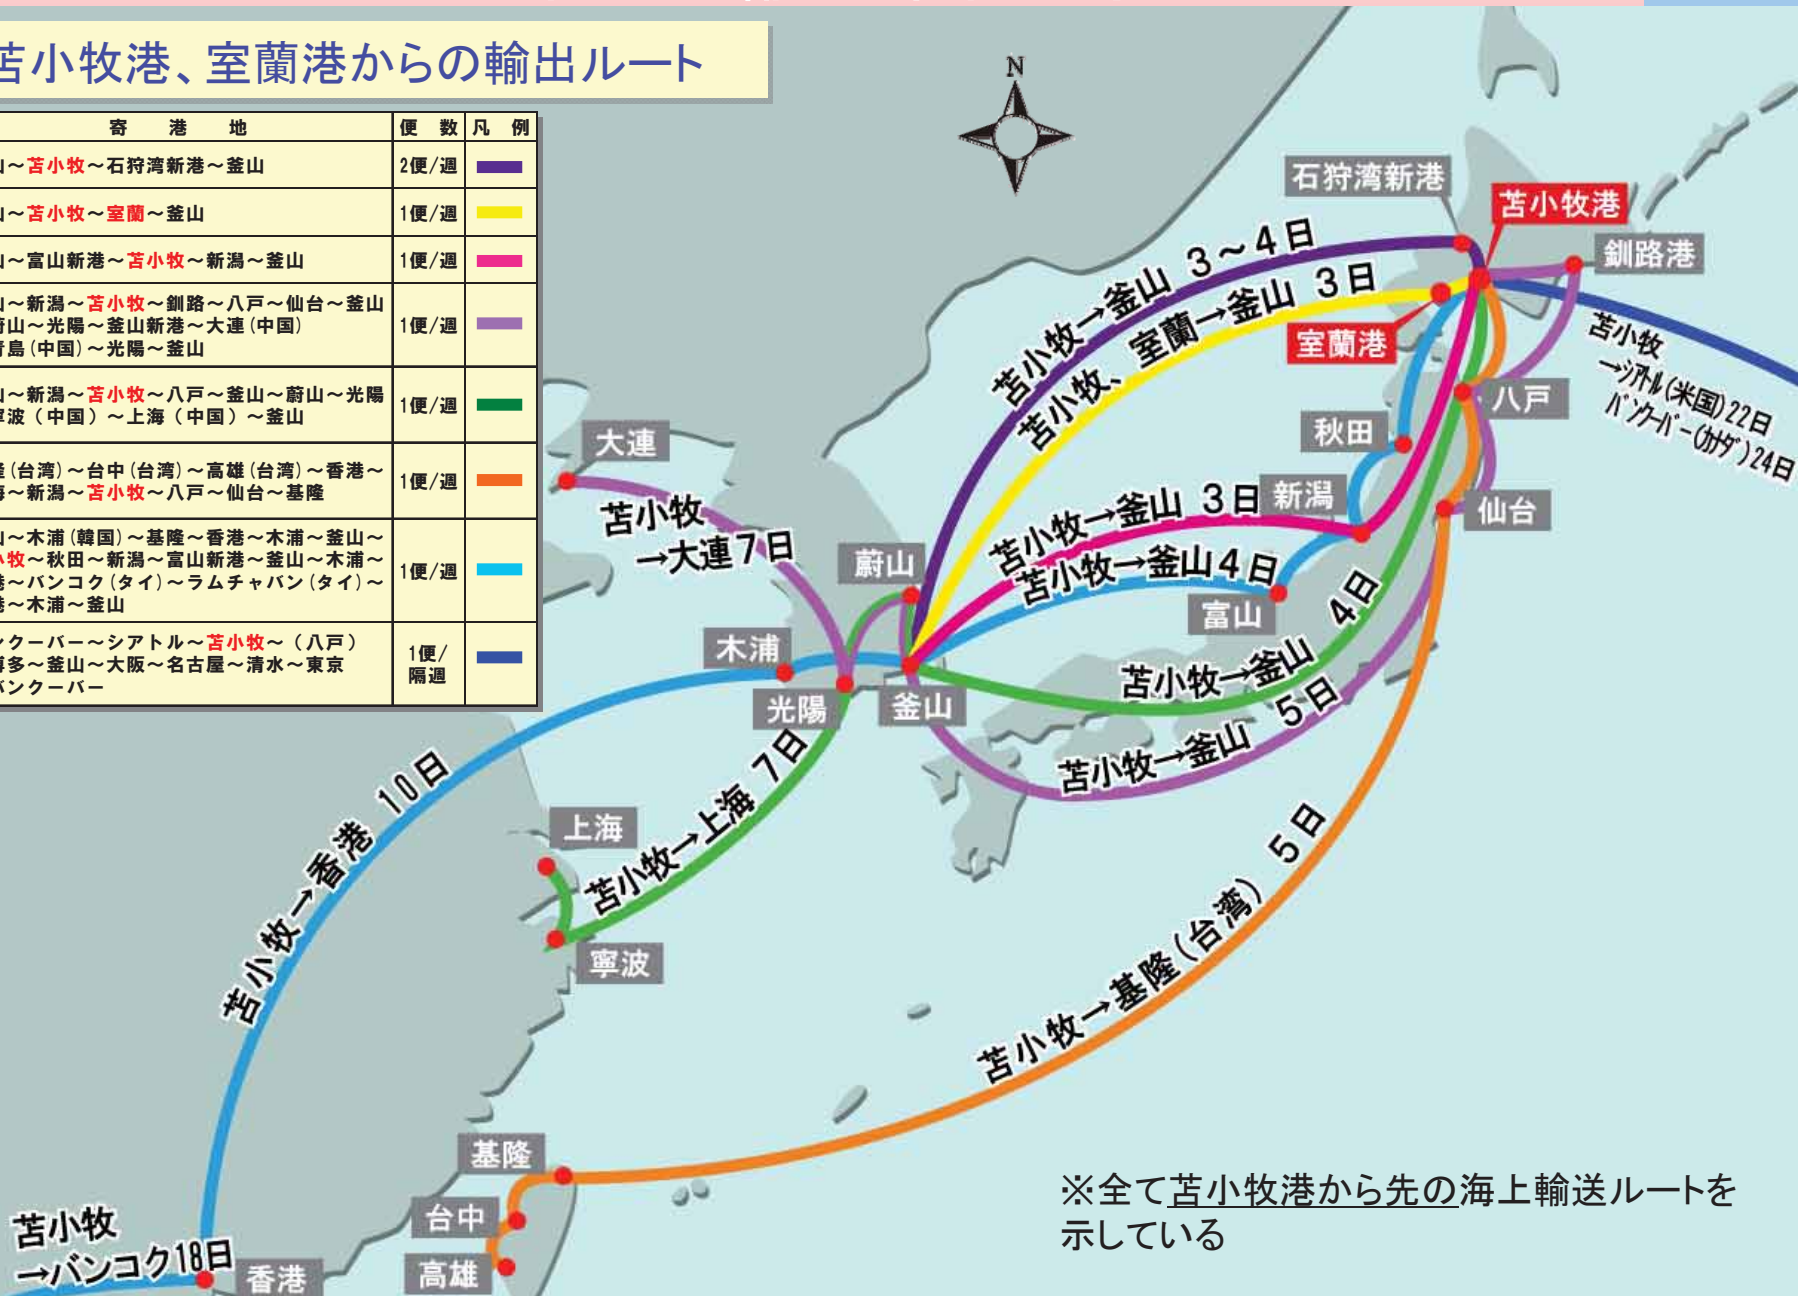 苫小牧港、室蘭港からの輸出ルート
寄 港 地 便 数 凡 例
山～苫小牧～石狩湾新港～釜山 2便/週
山～苫小牧～室蘭～釜山 1便/週
山～富山新港～苫小牧～新潟～釜山 1便/週
山～新潟～苫小牧～釧路～八戸～仙台～釜山
蔚山～光陽～釜山新港～大連(中国)
青島(中国)～光陽～釜山
1便/週
山～新潟～苫小牧～八戸～釜山～蔚山～光陽
寧波(中国)～上海(中国)～釜山
1便/週
隆(台湾)～台中(台湾)～高雄(台湾)～香港～
海～新潟～苫小牧～八戸～仙台～基隆
1便/週
山～木浦(韓国)～基隆～香港～木浦～釜山～
小牧～秋田～新潟～富山新港～釜山～木浦～
港～バンコク(タイ)～ラムチャバン(タイ)～
港～木浦～釜山
1便/週
ンクーバー～シアトル～苫小牧～(八戸)
博多～釜山～大阪～名古屋～清水～東京
バンクーバー
1便/
隔週
N
石狩湾新港
苫小牧港
釧路港
室蘭港
苫小牧→釜山 3～4日
苫小牧、室蘭→釜山 3日
苫小牧
→シアトル(米国)22日
バンクーバー(カナダ)24日
八戸
秋田
大連
新潟
仙台
苫小牧→釜山 3日
苫小牧
→大連7日
蔚山
苫小牧→釜山4日
富山
木浦
苫小牧→釜山 4日
光陽
釜山
苫小牧→釜山 5日
苫小牧→香港 10日
上海
苫小牧→上海 7日
寧波
苫小牧→基隆(台湾) 5日
基隆
台中
高雄
苫小牧
→バンコク18日
香港
※全て苫小牧港から先の海上輸送ルートを
示している